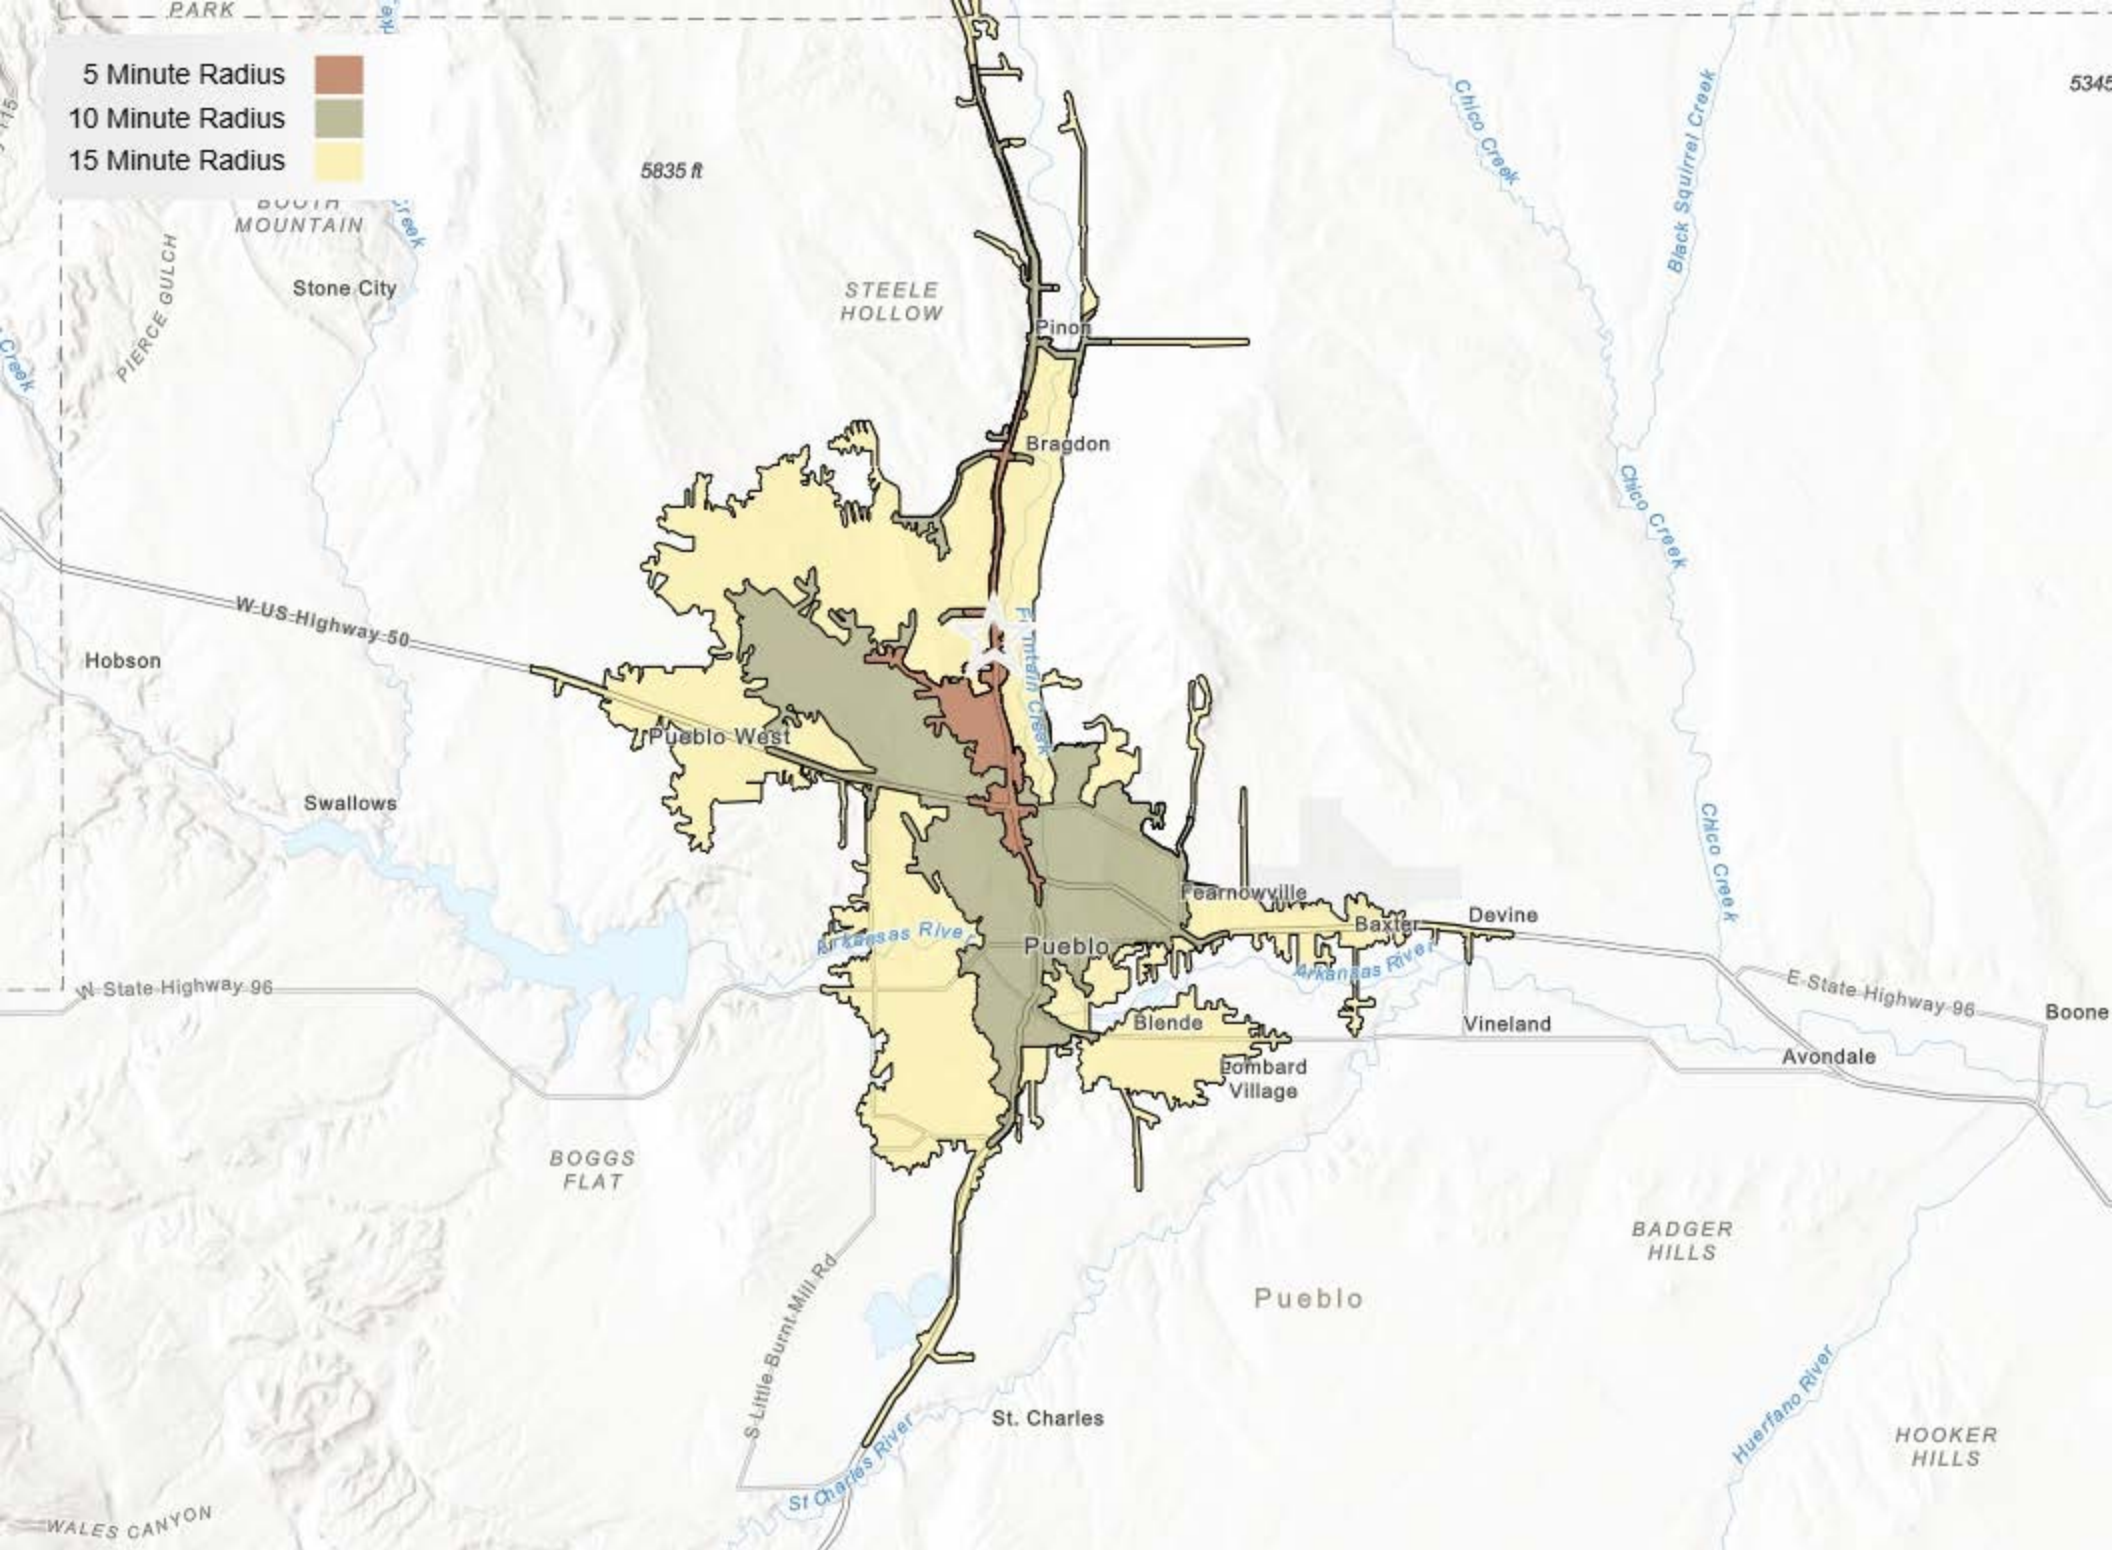 PARK
5 Minute Radius
10 Minute Radius
15 Minute Radius
5345
5835 ft
BOOTH
MOUNTAIN
Creek
PIERCE GULCH
Stone City
STEELE
HOLLOW
Chico Creek
Black Squirrel Creek
Creek
Pinon
Bragdon
Chico Creek
W US Highway 50
Hobson
Fountain Creek
Pueblo West
Swallows
Chico Creek
Fearnowville
Baxter
Devine
Arkansas River
Pueblo
Arkansas River
W State Highway 96
E State Highway 96
Boone
Blende
Vineland
Lombard
Village
Avondale
BOGGS
FLAT
BADGER
HILLS
Pueblo
S Little Burnt Mill Rd
St. Charles
St Charles River
Huerfano River
HOOKER
HILLS
WALES CANYON